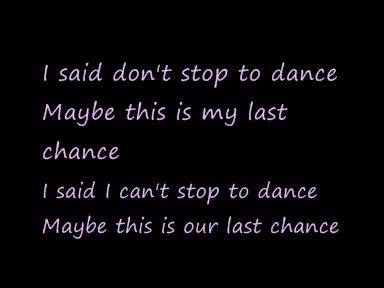 I said don't stop to dance
Maybe this is my last
chance
I said I can't stop to dance
Maybe this is our last chance